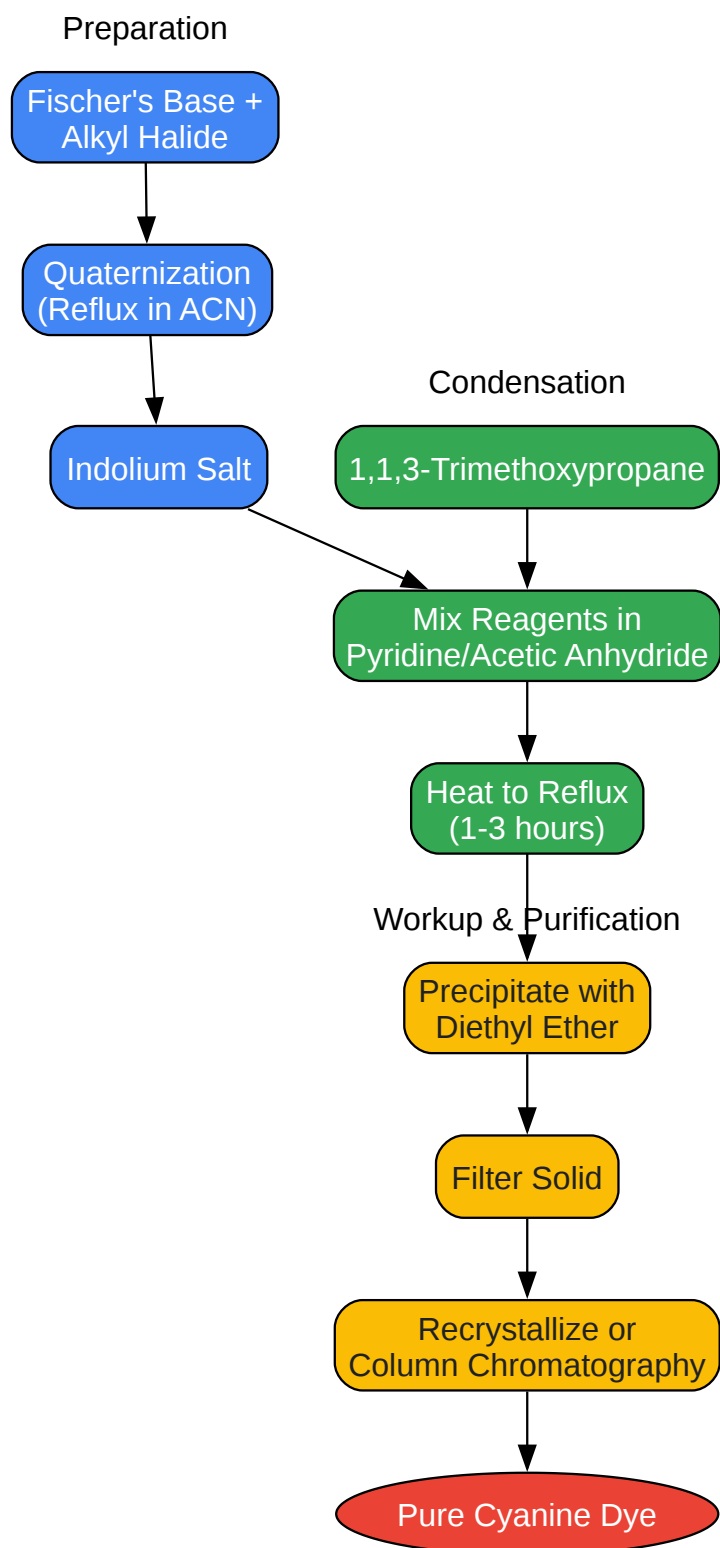 Preparation
Fischer's Base +
Alkyl Halide
Quaternization
(Reflux in ACN)
Indolium Salt
Condensation
1,1,3-Trimethoxypropane
Mix Reagents in
Pyridine/Acetic Anhydride
Heat to Reflux
(1-3 hours)
Workup & Purification
Precipitate with
Diethyl Ether
Filter Solid
Recrystallize or
Column Chromatography
Pure Cyanine Dye